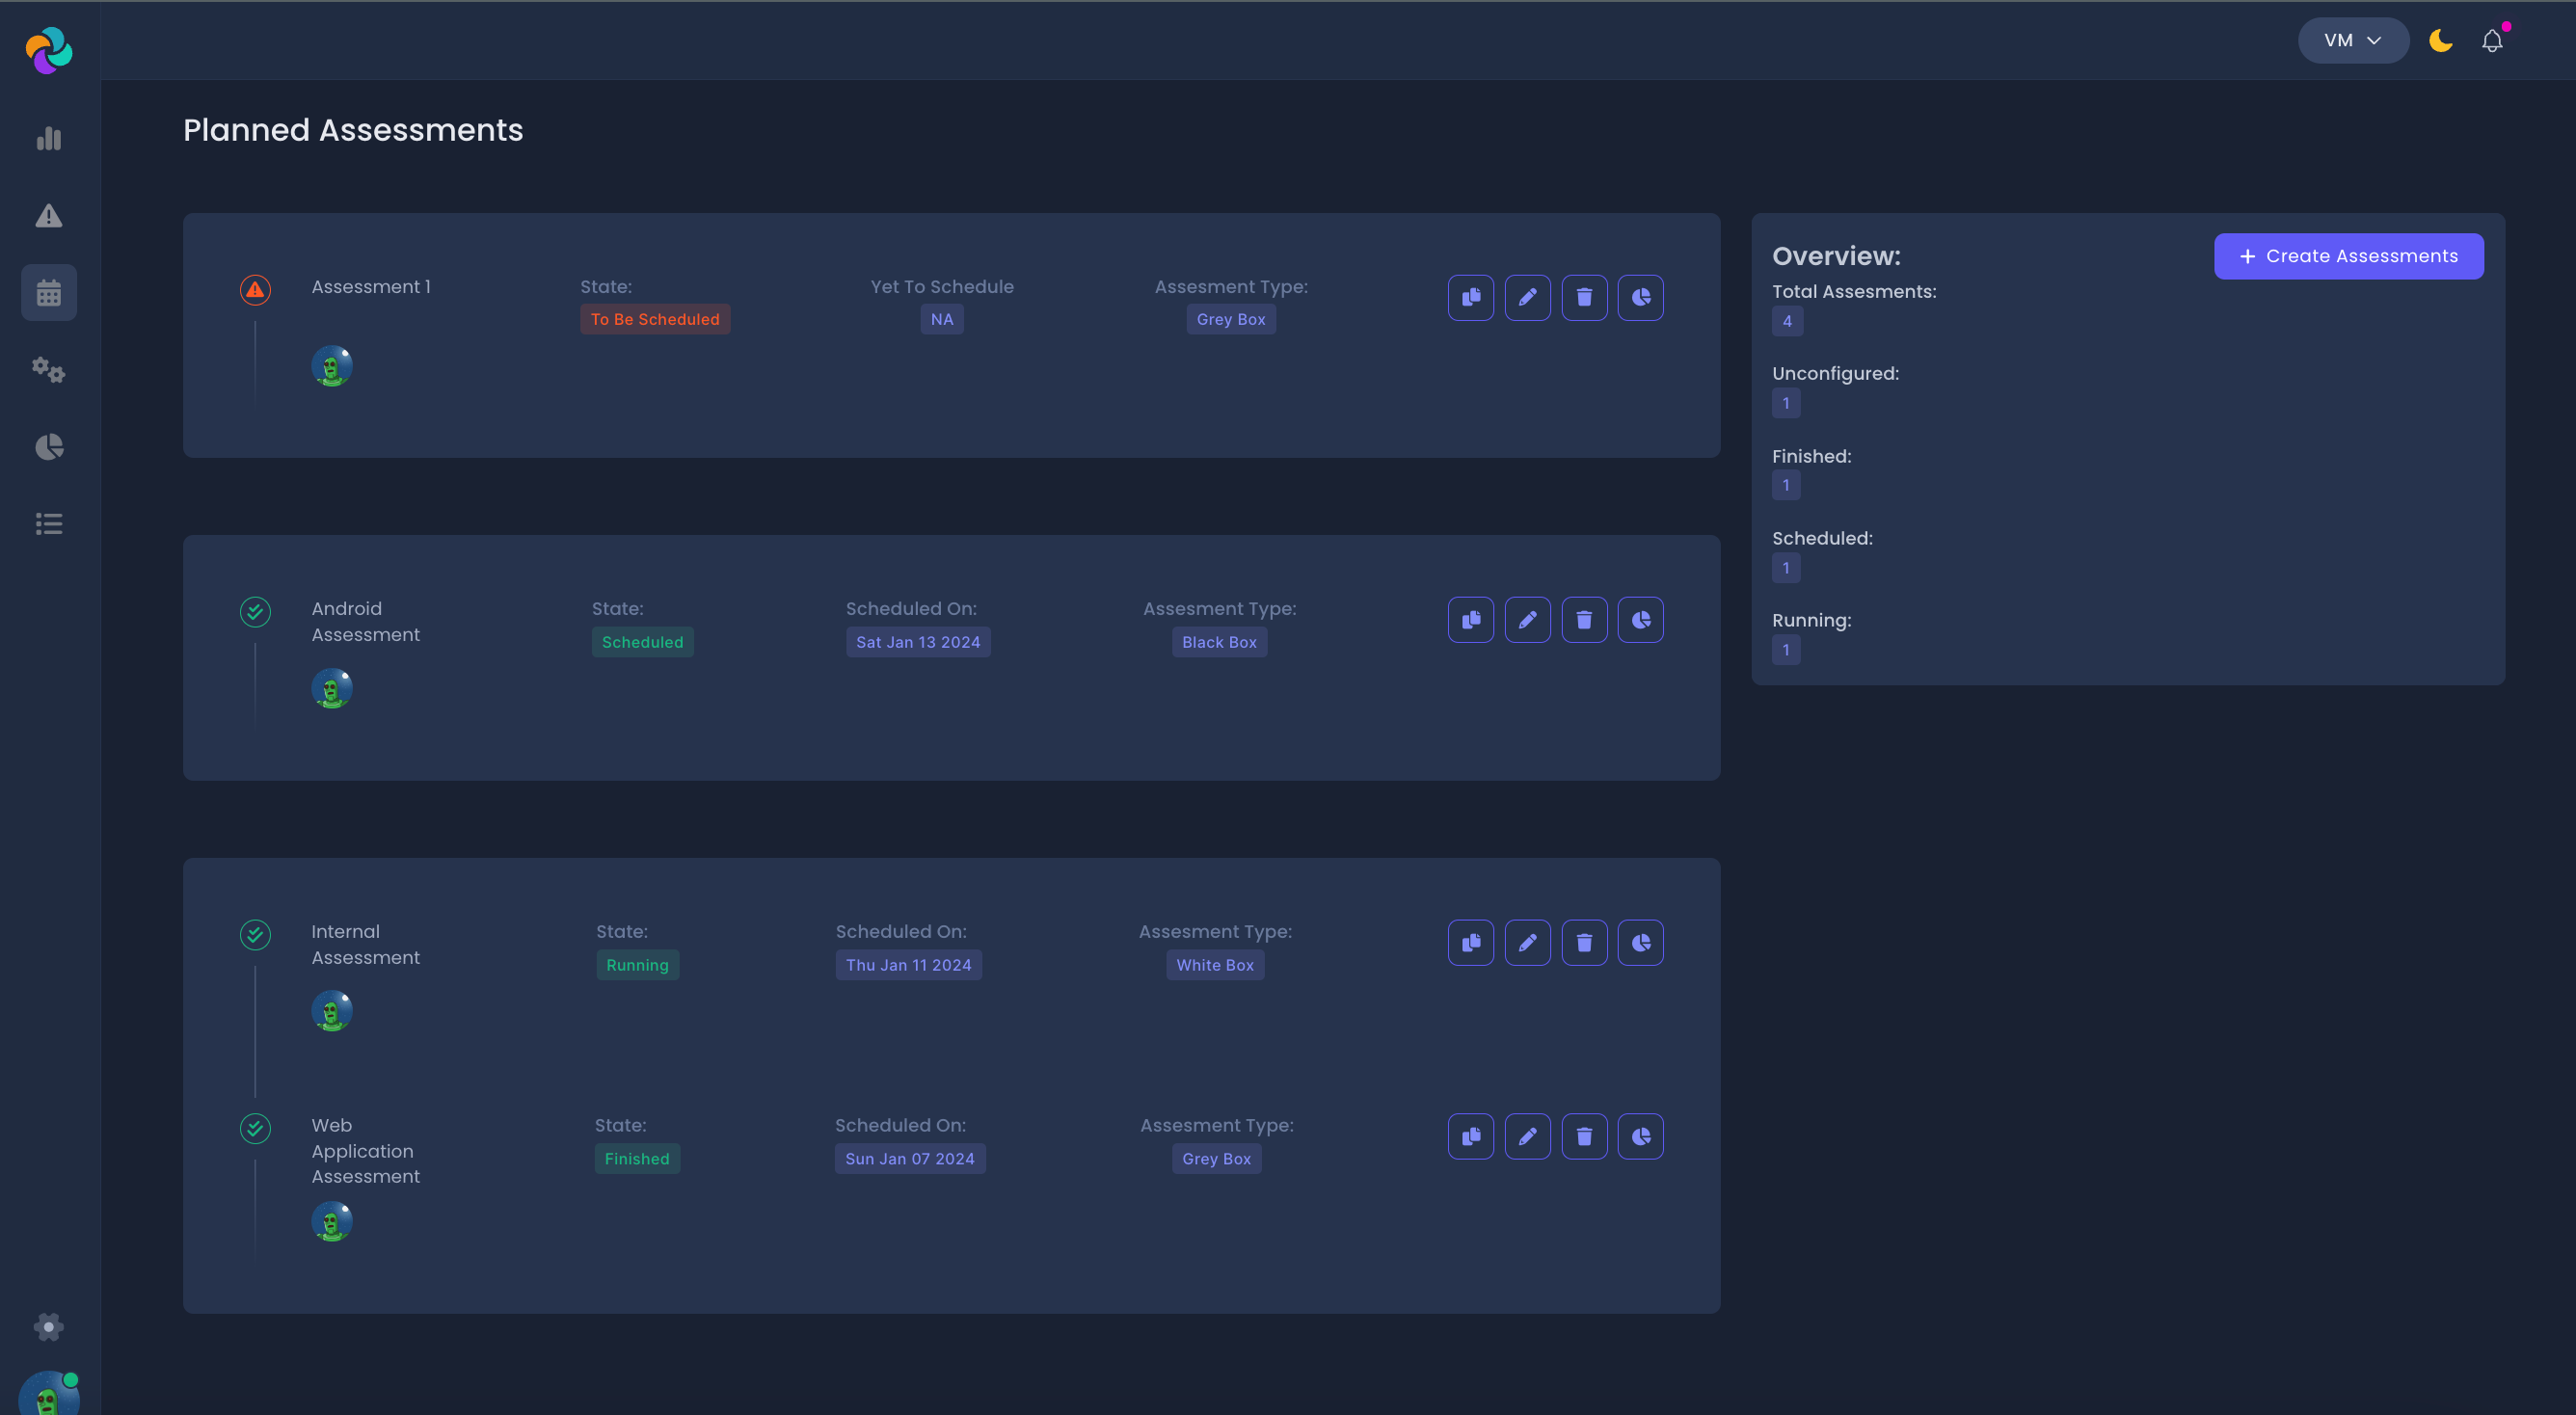 VM
Planned Assessments
Assessment 1
State:
To Be Scheduled
Yet To Schedule
NA
Assesment Type:
Grey Box
Overview:
+ Create Assessments
Total Assesments:
4
Unconfigured:
1
Finished:
1
Scheduled:
1
Running:
1
Android
Assessment
State:
Scheduled
Scheduled On:
Sat Jan 13 2024
Assesment Type:
Black Box
Internal
Assessment
State:
Running
Scheduled On:
Thu Jan 11 2024
Assesment Type:
White Box
Web
Application
Assessment
State:
Finished
Scheduled On:
Sun Jan 07 2024
Assesment Type:
Grey Box